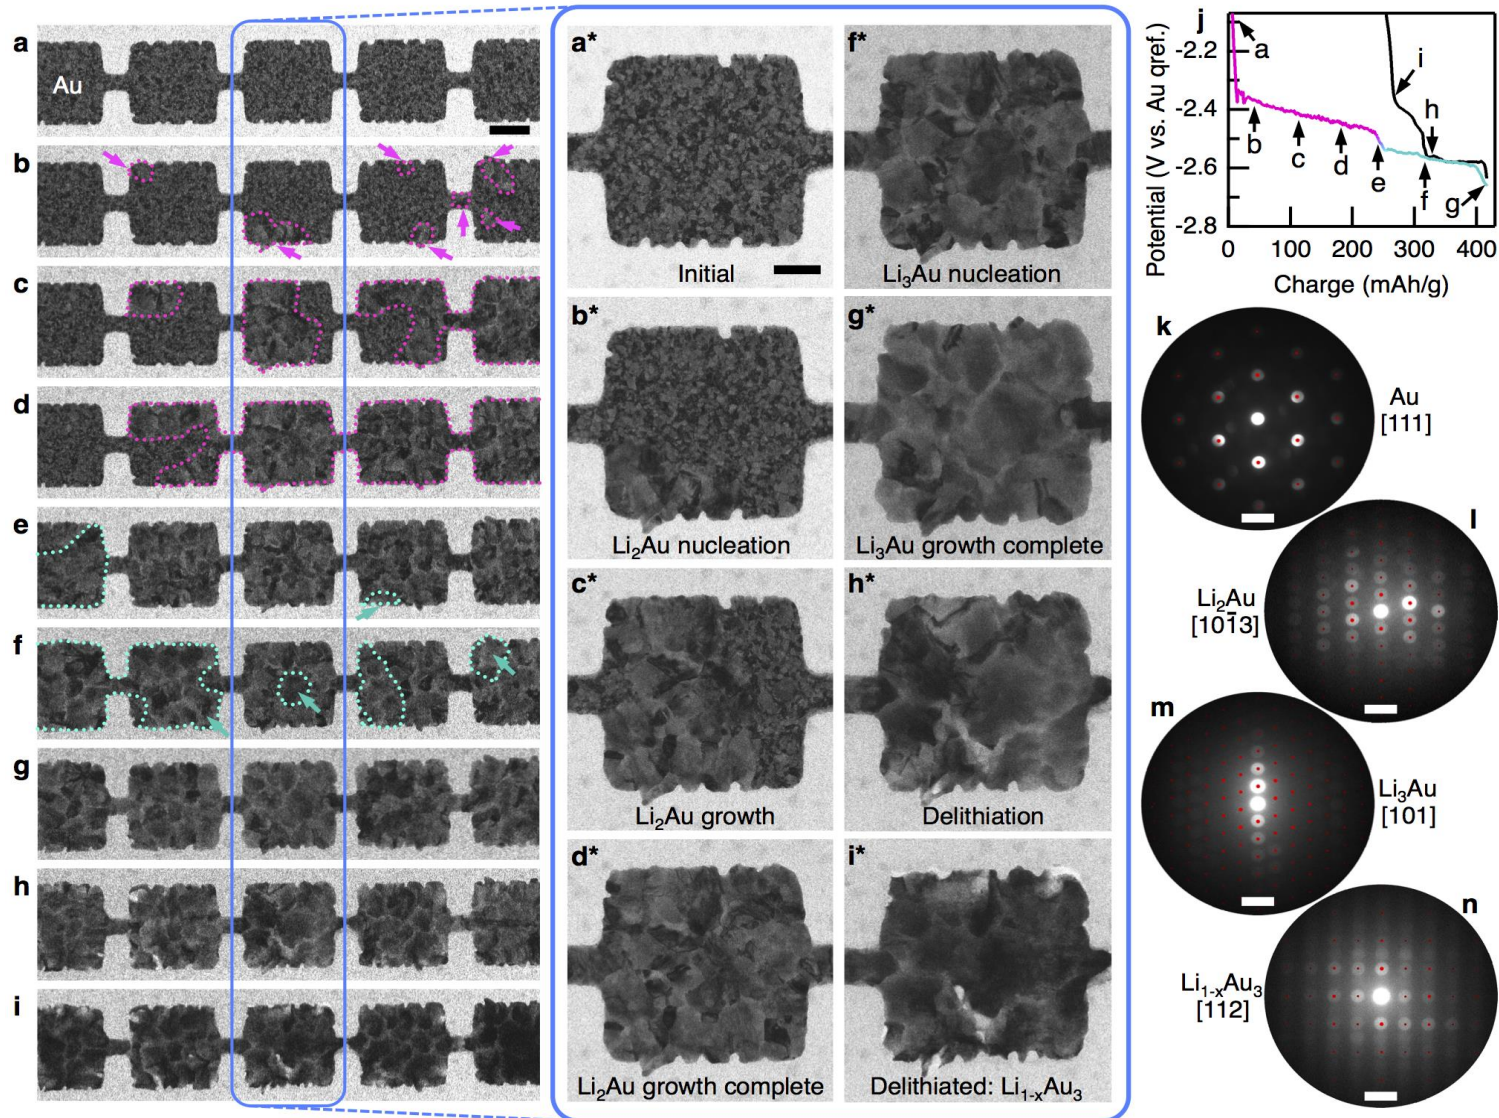 a
Au
b
c
d
e
f
g
h
i
a*
Initial
b*
Li₂Au nucleation
c*
Li₂Au growth
d*
Li₂Au growth complete
f*
Li₃Au nucleation
g*
Li₃Au growth complete
h*
Delithiation
i*
Delithiated: Li₁₋ₓAu₃
j
Potential (V vs. Au qref.)
-2.2
-2.4
-2.6
-2.8
0
100
200
300
400
Charge (mAh/g)
a
b
c
d
e
f
g
h
i
k
Au
[111]
l
Li₂Au
[101̄3]
m
Li₃Au
[101]
n
Li₁₋ₓAu₃
[112]